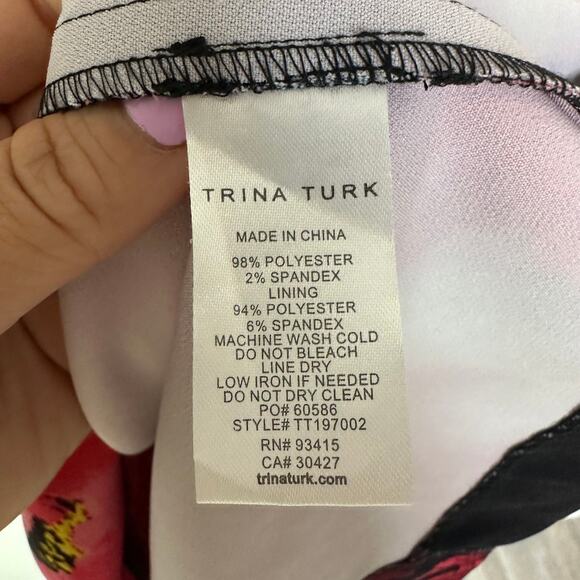 TRINA TURK
MADE IN CHINA
98% POLYESTER
2% SPANDEX
LINING
94% POLYESTER
6% SPANDEX
MACHINE WASH COLD
DO NOT BLEACH
LINE DRY
LOW IRON IF NEEDED
DO NOT DRY CLEAN
PO# 60586
STYLE# TT197002
RN# 93415
CA# 30427
trinaturk.com